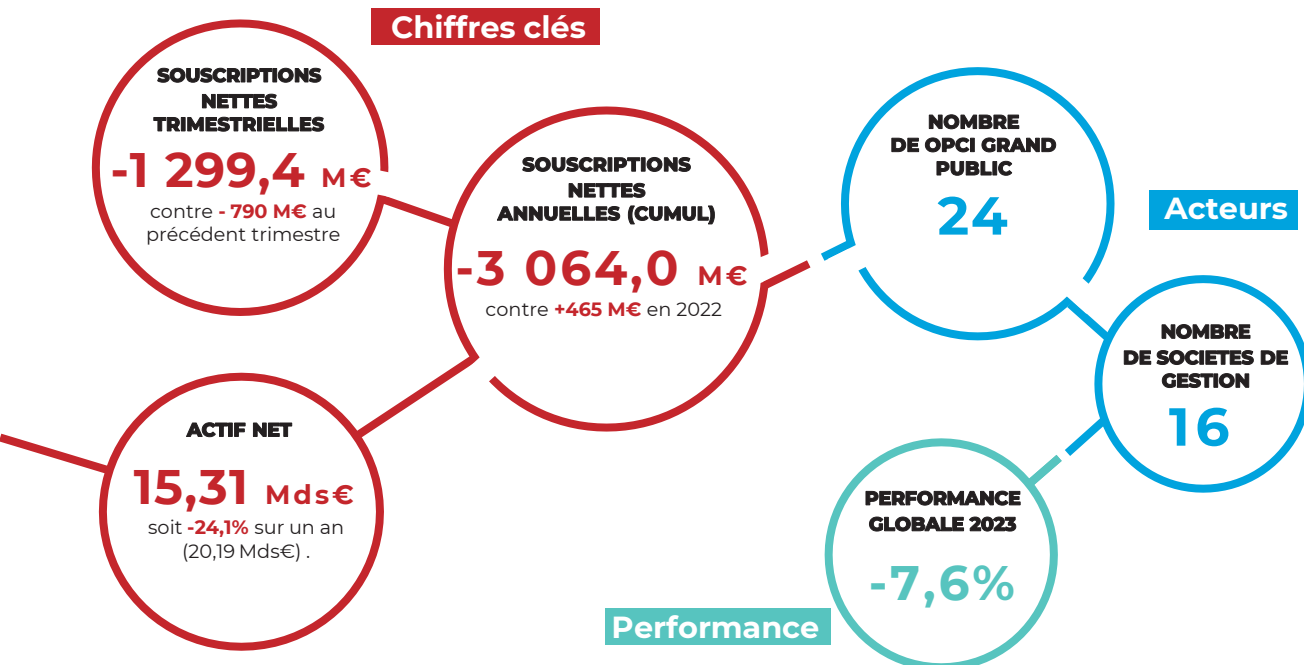 Chiffres clés
SOUSCRIPTIONS
NETTES
TRIMESTRIELLES
-1 299,4 M€
contre - 790 M€ au
précédent trimestre
SOUSCRIPTIONS
NETTES
ANNUELLES (CUMUL)
-3 064,0 M€
contre +465 M€ en 2022
ACTIF NET
15,31 Mds€
soit -24,1% sur un an
(20,19 Mds€) .
NOMBRE
DE OPCI GRAND
PUBLIC
24
Acteurs
NOMBRE
DE SOCIETES DE
GESTION
16
PERFORMANCE
GLOBALE 2023
-7,6%
Performance